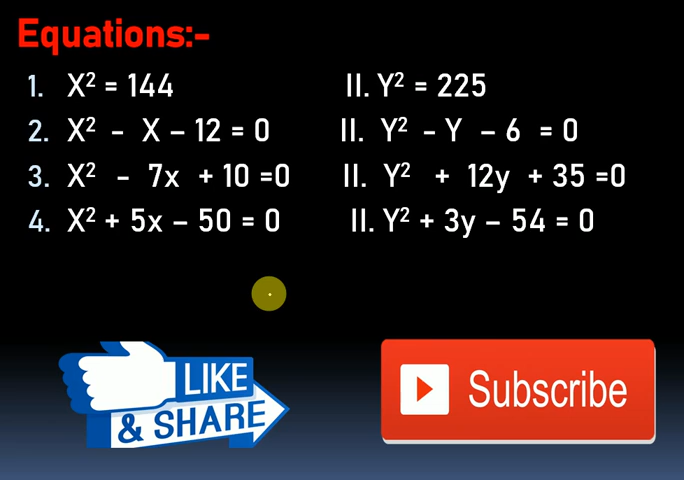 Equations:-
1. X² = 144 II. Y² = 225
2. X² - X – 12 = 0 II. Y² - Y – 6 = 0
3. X² - 7x + 10 =0 II. Y² + 12y + 35 =0
4. X² + 5x – 50 = 0 II. Y² + 3y – 54 = 0
LIKE
& SHARE
Subscribe